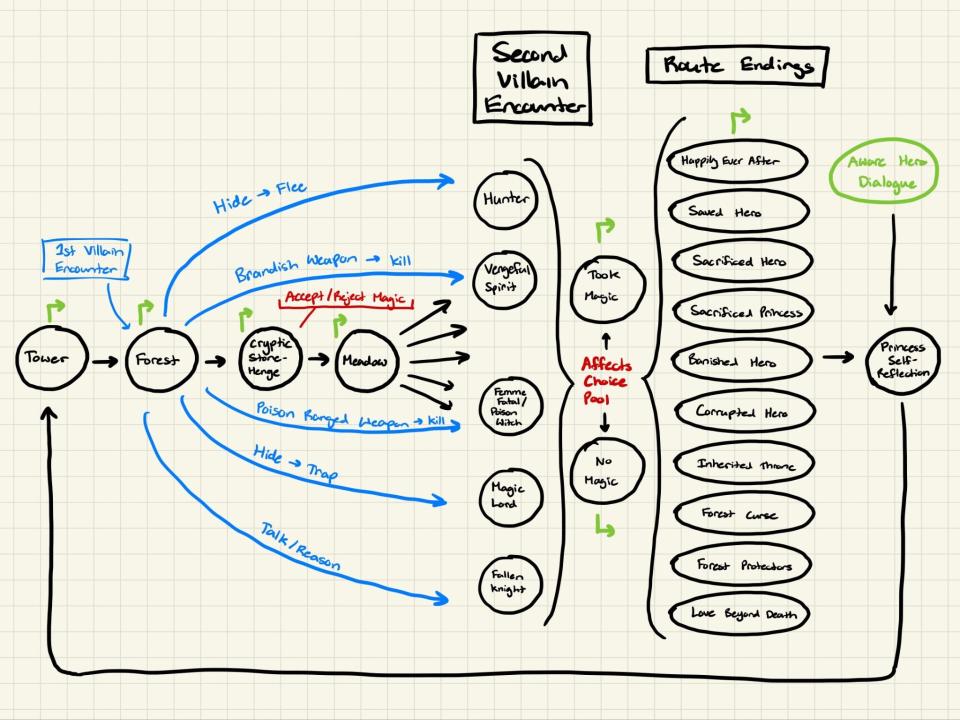 Second
Villain
Encounter
Route Endings
Happily Ever After
Aware Hero
Dialogue
Hide → Flee
Hunter
Saved Hero
1st Villain
Encounter
Brandish Weapon → Kill
Vengeful
Spirit
Took
Magic
Sacrificed Hero
Accept/Reject Magic
Sacrificed Princess
Tower
Forest
Cryptic
Stone-
Henge
Meadow
Affects
Choice
Pool
Banished Hero
Princess
Self-
Reflection
Poison Ranged Weapon → Kill
Femme
Fatal/
Poison
Witch
Corrupted Hero
Hide → Trap
No
Magic
Inherited Throne
Magic
Lord
Forest Curse
Talk/Reason
Fallen
Knight
Forest Protectors
Love Beyond Death